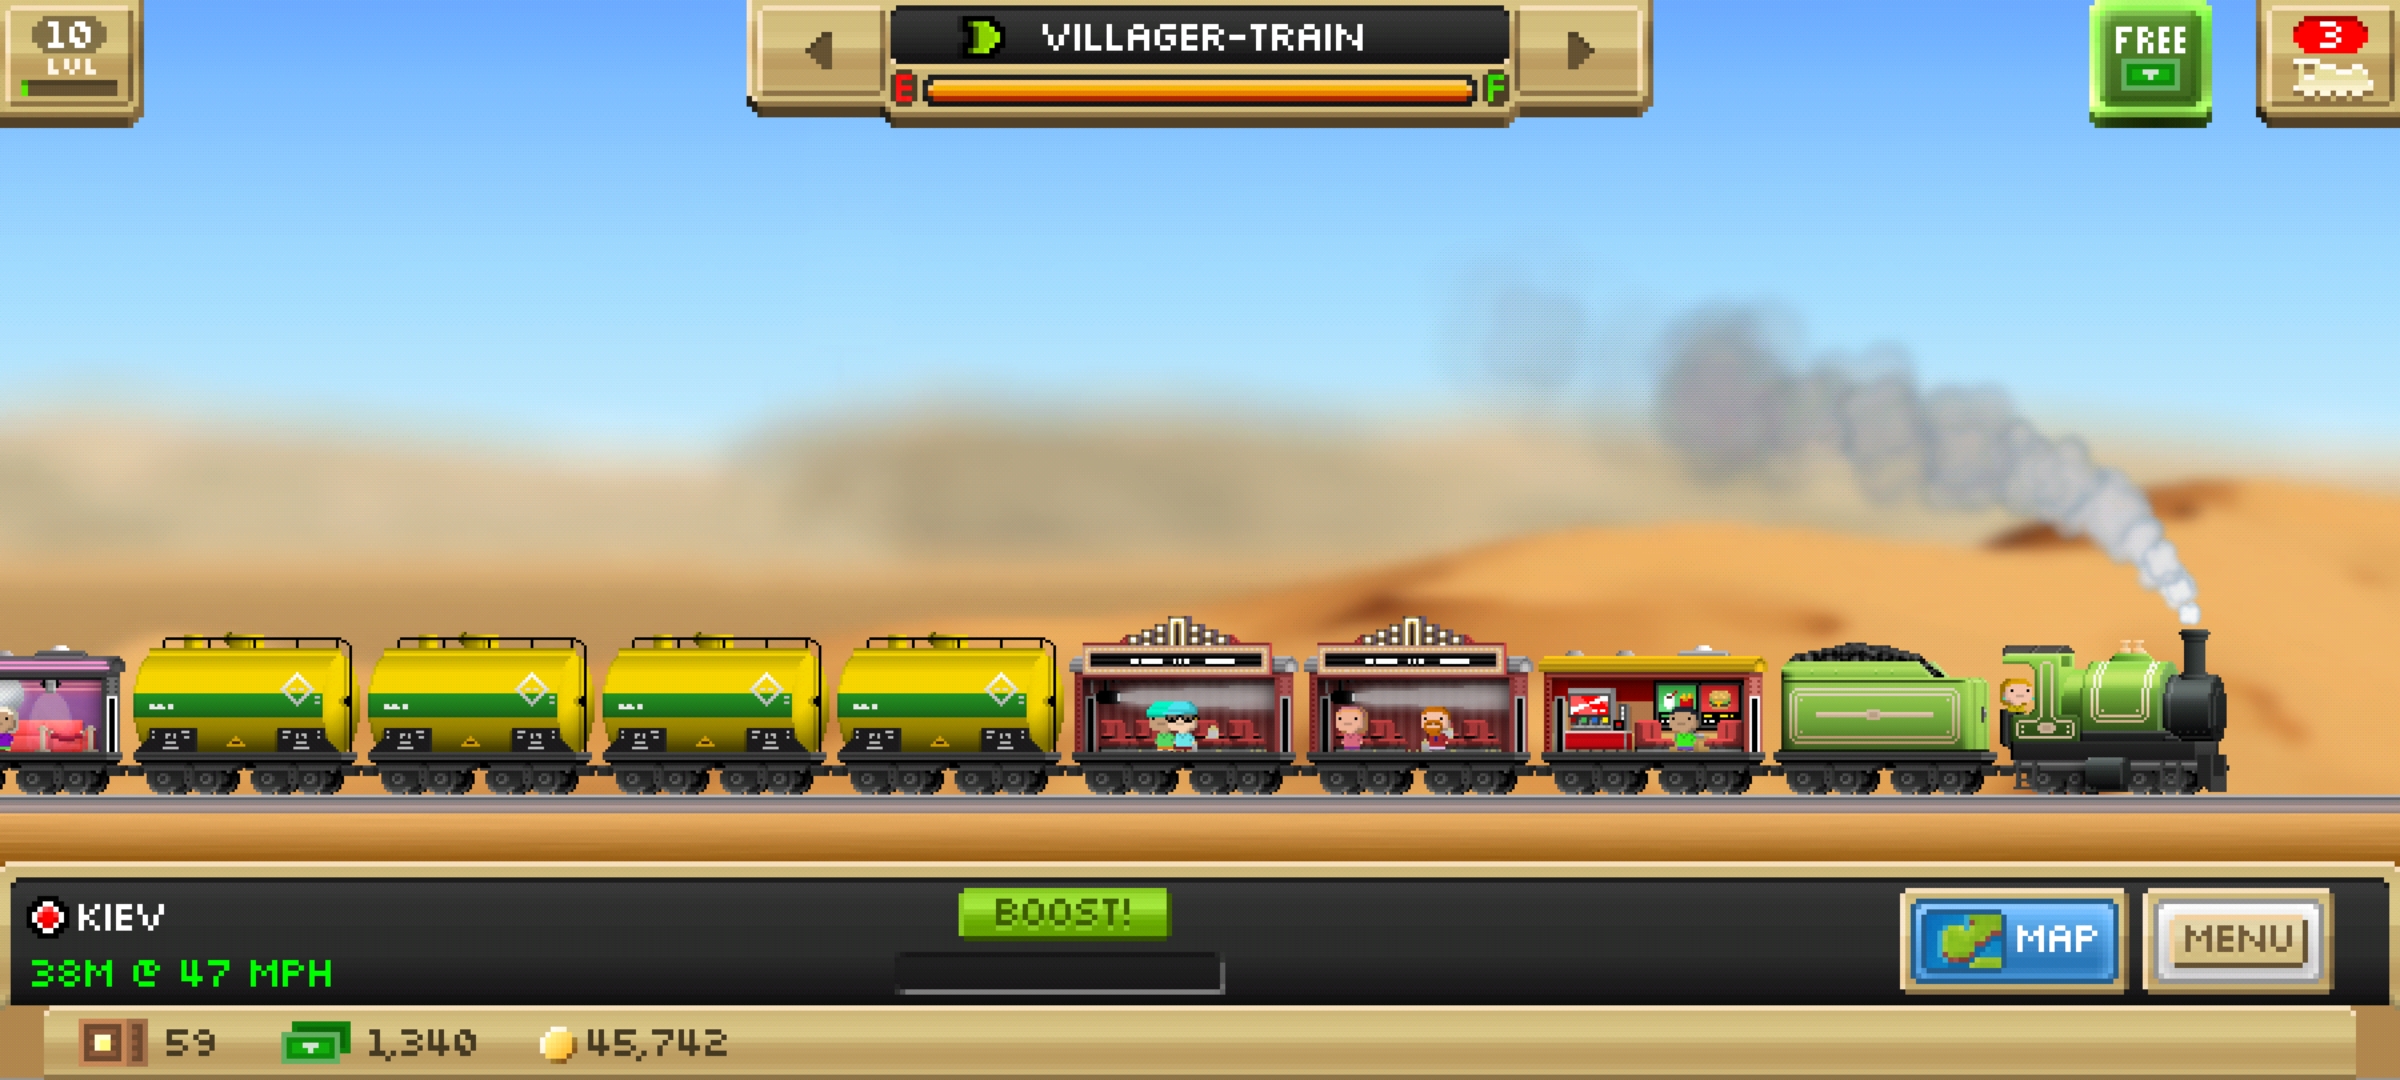 10
LVL
VILLAGER-TRAIN
E F
FREE
3
KIEV
BOOST!
38M @ 47 MPH
MAP
MENU
59
1,340
45,742